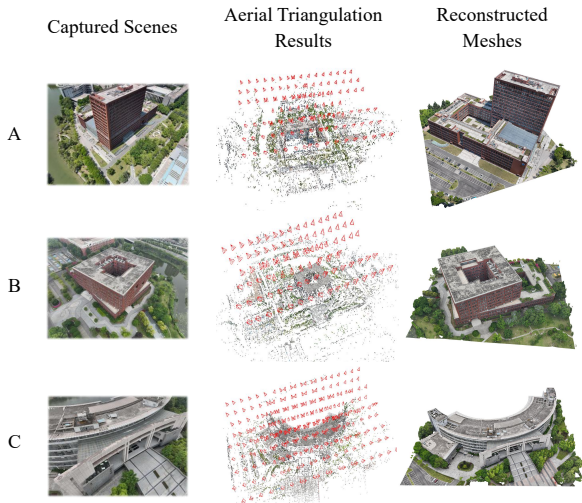 Captured Scenes
Aerial Triangulation
Results
Reconstructed
Meshes
A
B
C